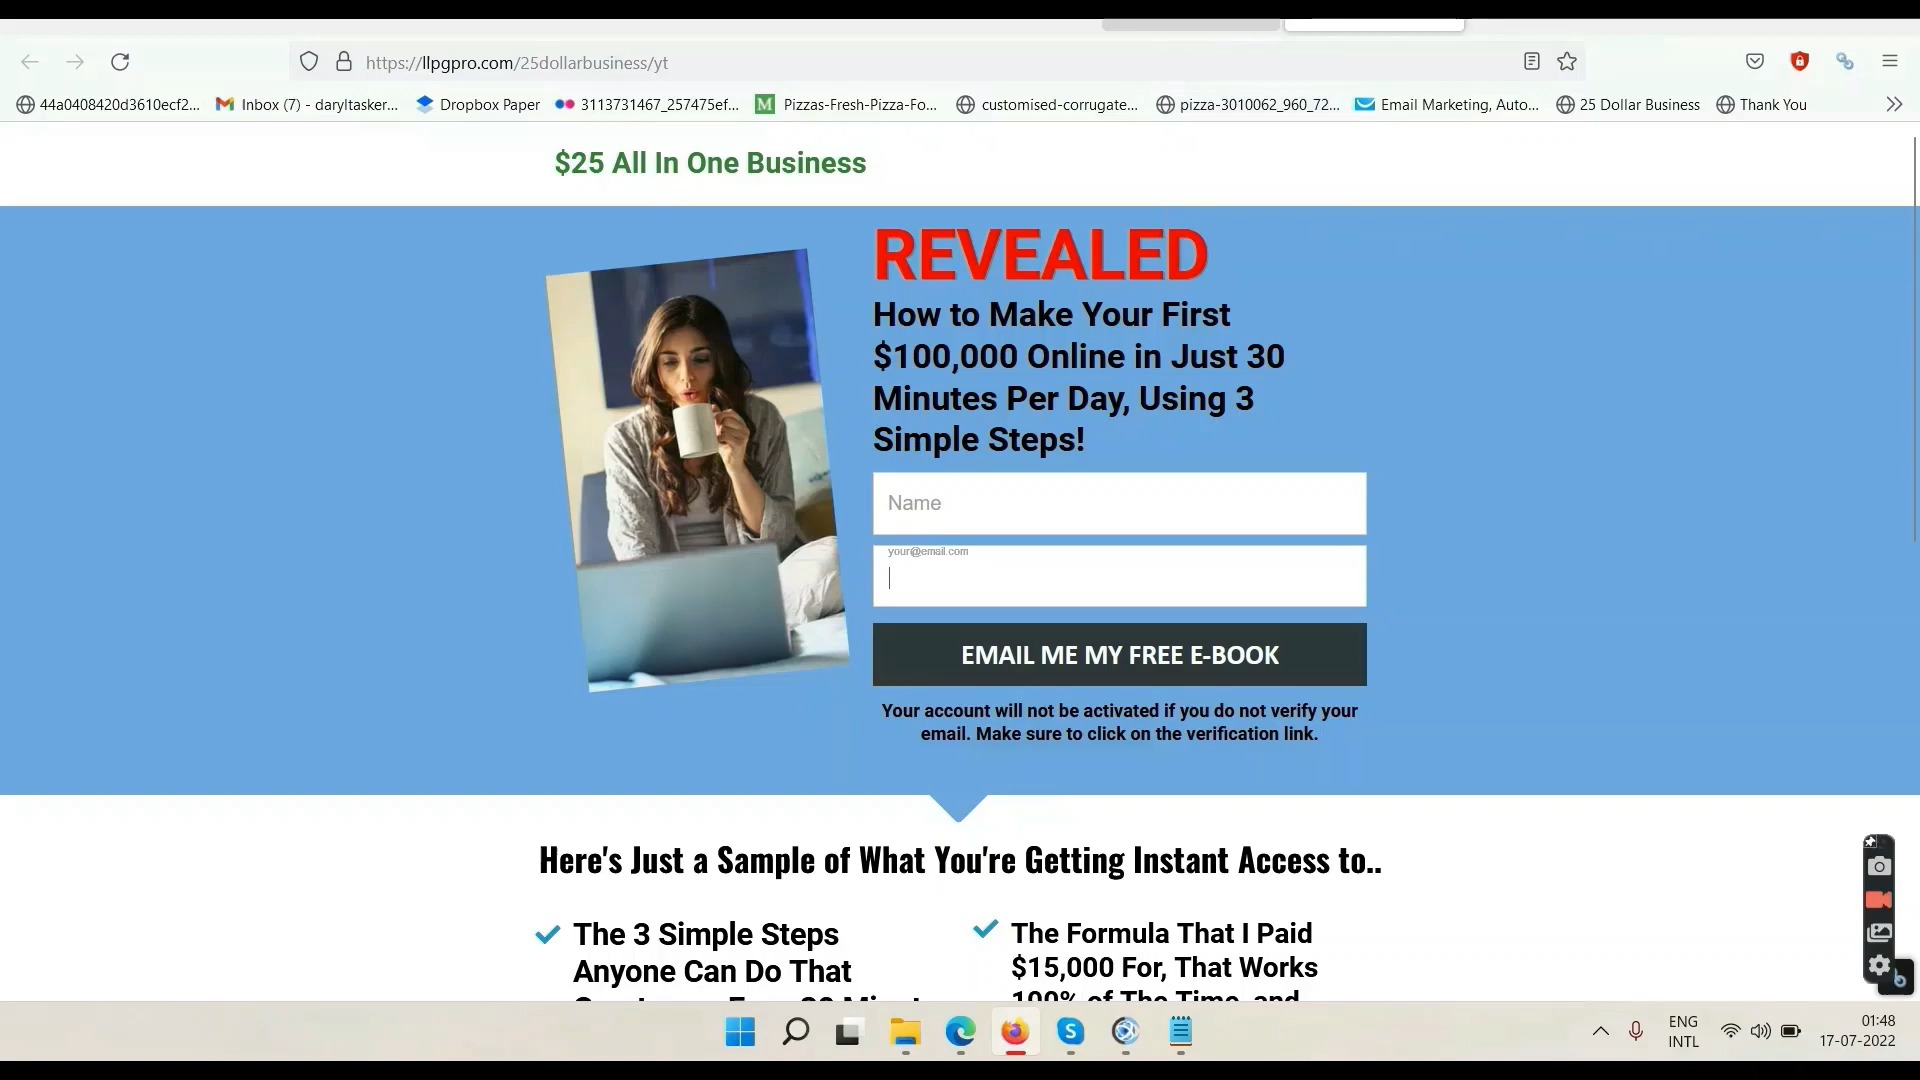 https://llpgpro.com/25dollarbusiness/yt
44a0408420d3610ecf2... Inbox (7) - daryltasker... Dropbox Paper 3113731467_257475ef... Pizzas-Fresh-Pizza-Fo... customised-corrugate... pizza-3010062_960_72... Email Marketing, Auto... 25 Dollar Business Thank You
$25 All In One Business
REVEALED
How to Make Your First
$100,000 Online in Just 30
Minutes Per Day, Using 3
Simple Steps!
Name
your@email.com
EMAIL ME MY FREE E-BOOK
Your account will not be activated if you do not verify your
email. Make sure to click on the verification link.
Here's Just a Sample of What You're Getting Instant Access to..
The 3 Simple Steps
Anyone Can Do That
The Formula That I Paid
$15,000 For, That Works
100% of The Time, and
ENG
INTL
01:48
17-07-2022